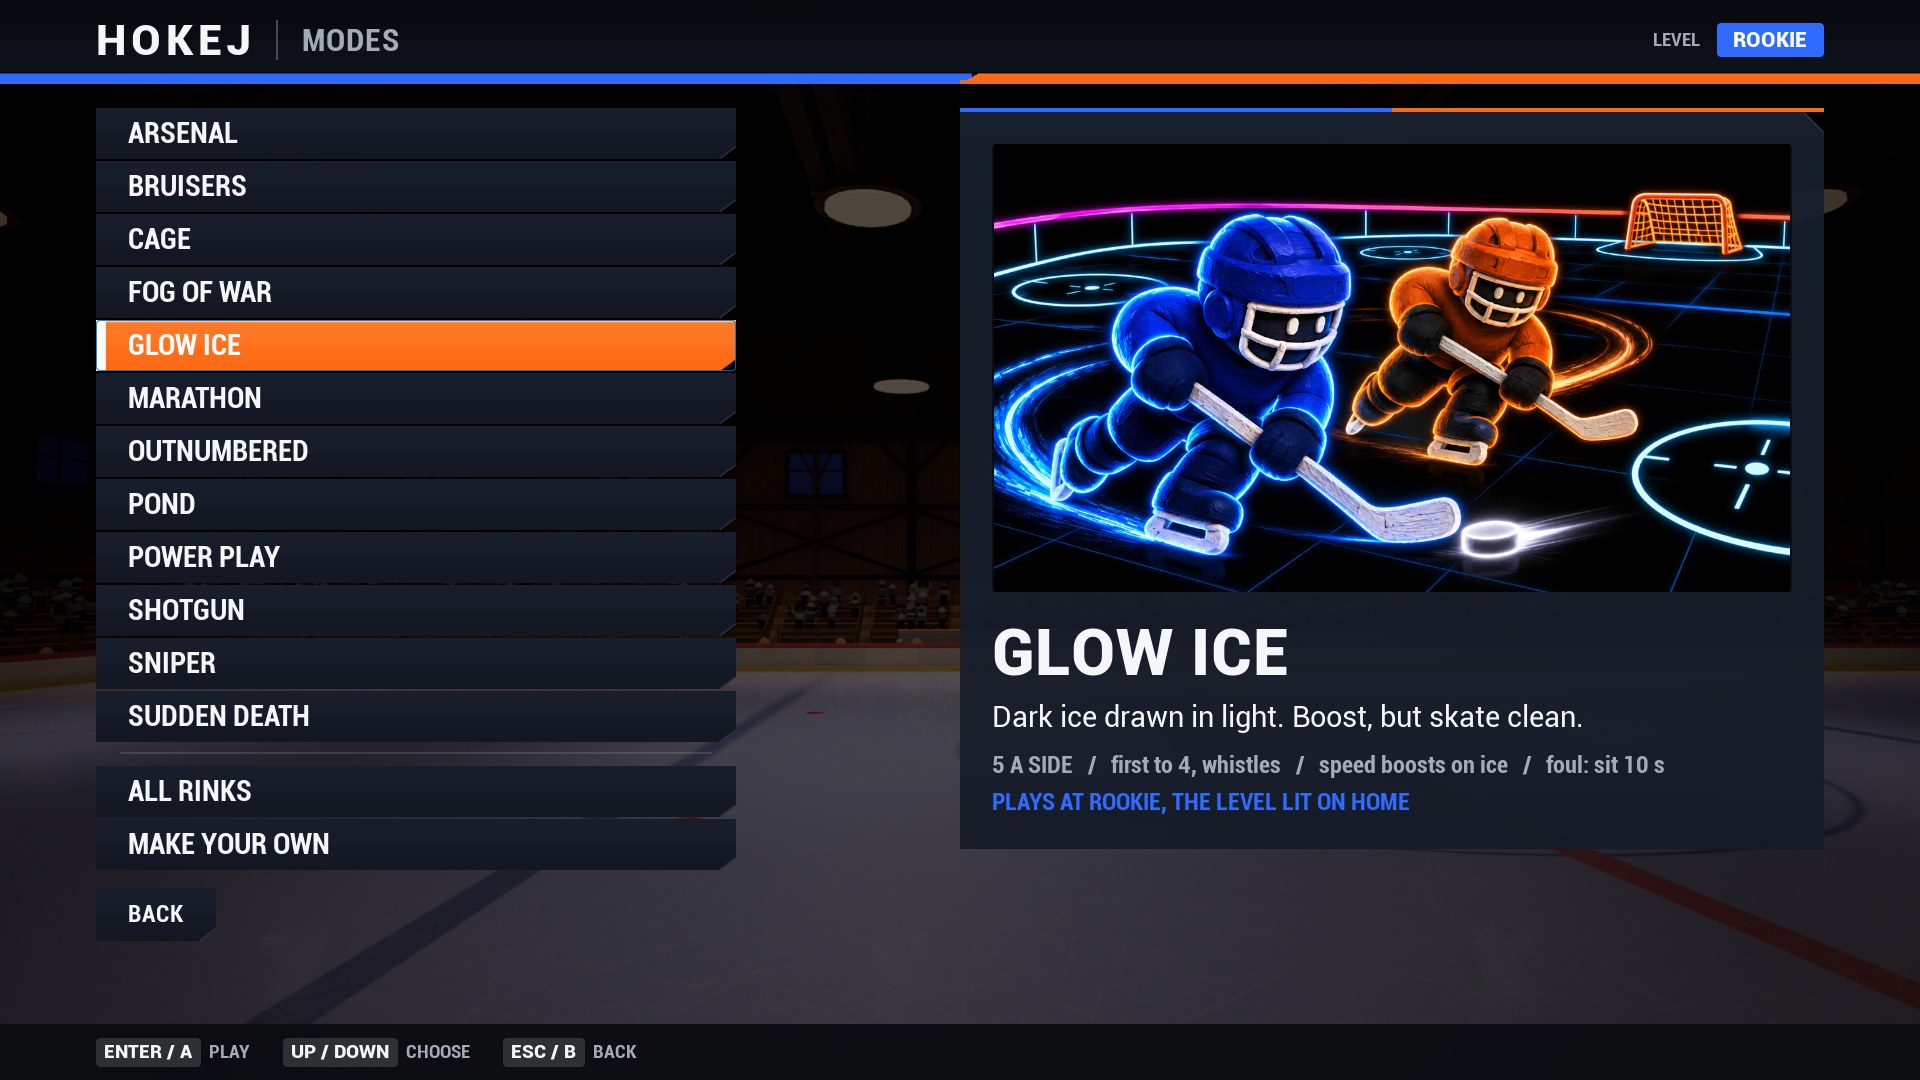 HOKEJ MODES LEVEL ROOKIE
ARSENAL
BRUISERS
CAGE
FOG OF WAR
GLOW ICE
MARATHON
OUTNUMBERED
POND
POWER PLAY
SHOTGUN
SNIPER
SUDDEN DEATH
ALL RINKS
MAKE YOUR OWN
BACK
GLOW ICE
Dark ice drawn in light. Boost, but skate clean.
5 A SIDE / first to 4, whistles / speed boosts on ice / foul: sit 10 s
PLAYS AT ROOKIE, THE LEVEL LIT ON HOME
ENTER / A PLAY UP / DOWN CHOOSE ESC / B BACK